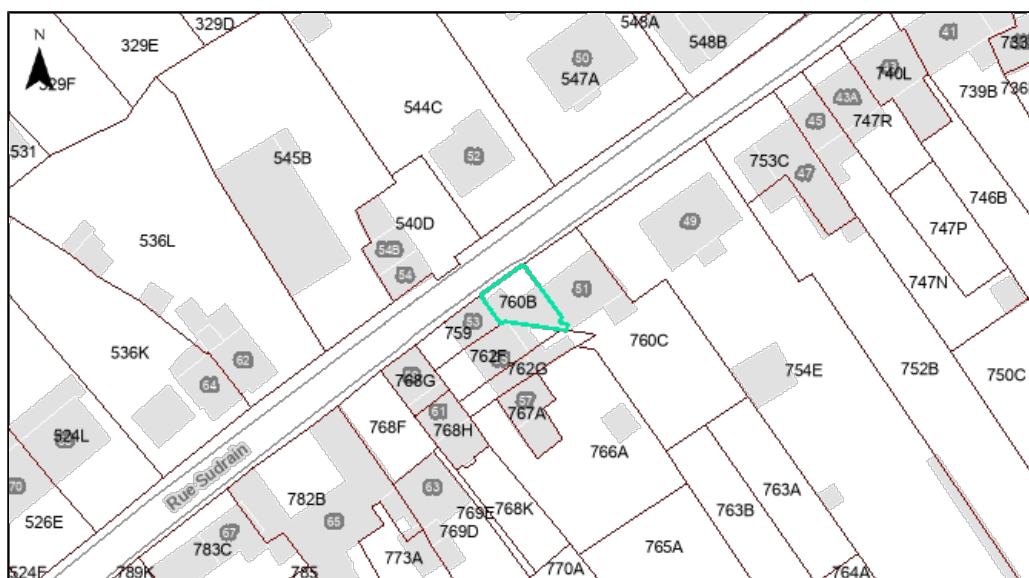 N
329D
329E
329F
531
548A
548B
41
50
547A
740L
739B
43A
544C
45
747R
545B
52
753C
47
746B
540D
49
747P
536L
54B
54
747N
760B
51
53
759
760C
536K
62
762F
762G
754E
752B
750C
64
768G
57
767A
61
524L
768F
768H
766A
70
Rue Sudrain
63
763A
782B
769E
768K
763B
526E
65
769D
67
783C
765A
773A
524F
789K
785
770A
764A